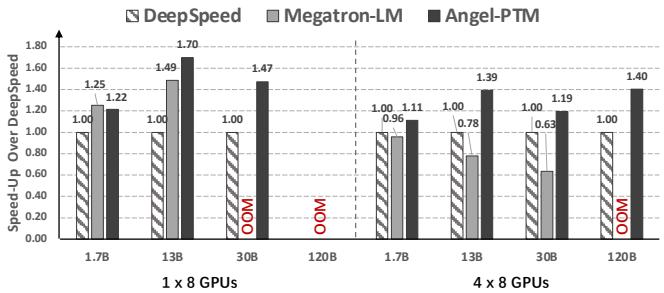 DeepSpeed Megatron-LM Angel-PTM
Speed-Up Over DeepSpeed
1.80
1.60
1.40
1.20
1.00
0.80
0.60
0.40
0.20
0.00
1.00 1.25 1.22
1.00 1.49 1.70
1.00 OOM 1.47
OOM
1.00 0.96 1.11
1.00 0.78 1.39
1.00 0.63 1.19
1.00 OOM 1.40
1.7B 13B 30B 120B 1.7B 13B 30B 120B
1 x 8 GPUs 4 x 8 GPUs